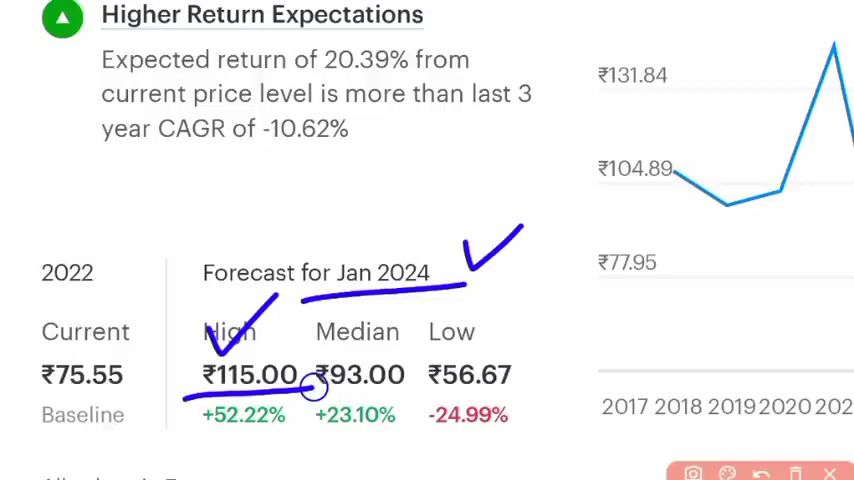 Higher Return Expectations
Expected return of 20.39% from
current price level is more than last 3
year CAGR of -10.62%
2022
Forecast for Jan 2024
Current
High
Median
Low
₹75.55
₹115.00
₹93.00
₹56.67
Baseline
+52.22%
+23.10%
-24.99%
₹131.84
₹104.89
₹77.95
2017 2018 2019 2020 202